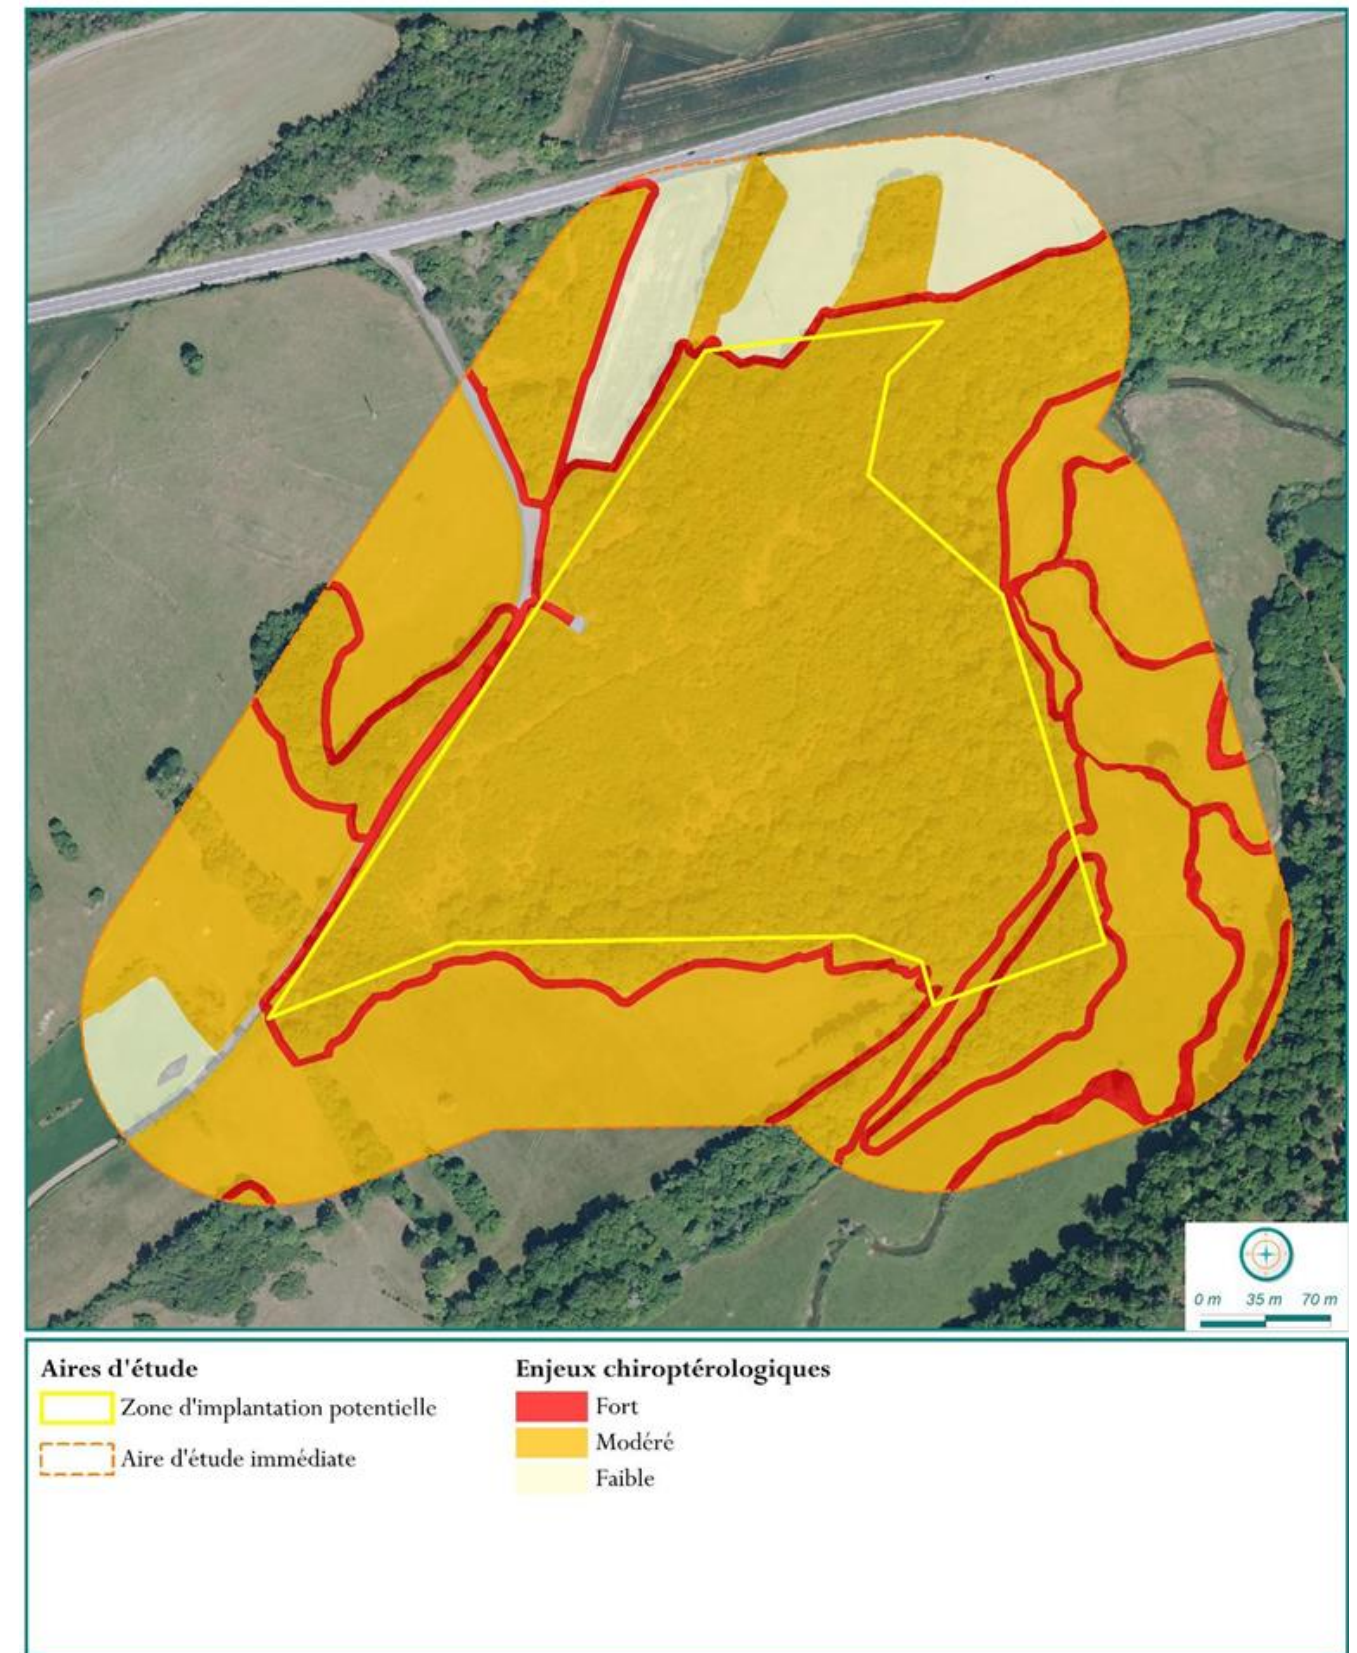 0 m 35 m 70 m
Aires d'étude
Zone d'implantation potentielle
Aire d'étude immédiate
Enjeux chiroptérologiques
Fort
Modéré
Faible